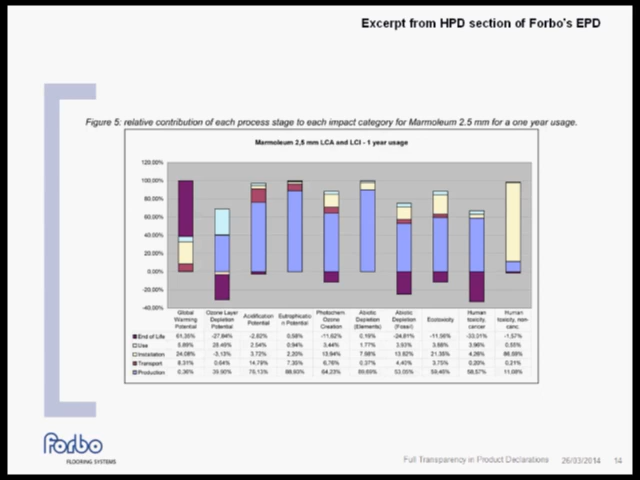 Excerpt from HPD section of Forbo's EPD
Figure 5: relative contribution of each process stage to each impact category for Marmoleum 2.5 mm for a one year usage.
Marmoleum 2,5 mm LCA and LCI - 1 year usage
120,00%
100,00%
80,00%
60,00%
40,00%
20,00%
0,00%
-20,00%
-40,00%
Global Warming Potential
Ozone Layer Depletion Potential
Acidification Potential
Eutrophicatio n Potential
Photochem. Ozone Creation
Abiotic Depletion (Elements)
Abiotic Depletion (Fossil)
Ecotoxicity
Human toxicity, cancer
Human toxicity, non-canc.
End of Life 61,35% -27,84% -2,62% 0,58% -11,62% 0,16% -24,81% -11,56% -33,31% -1,57%
Use 5,89% 28,46% 2,54% 0,94% 3,44% 1,77% 3,93% 3,88% 3,96% 0,55%
Installation 24,08% -3,13% 3,72% 2,20% 13,94% 7,98% 13,82% 21,35% 4,28% 86,58%
Transport 8,31% 0,64% 14,79% 7,35% 6,76% 0,37% 4,40% 3,75% 0,20% 0,21%
Production 0,36% 39,90% 76,13% 88,93% 64,23% 89,69% 53,05% 59,46% 58,57% 11,08%
Forbo
FLOORING SYSTEMS
Full Transparency in Product Declarations 26/03/2014 14